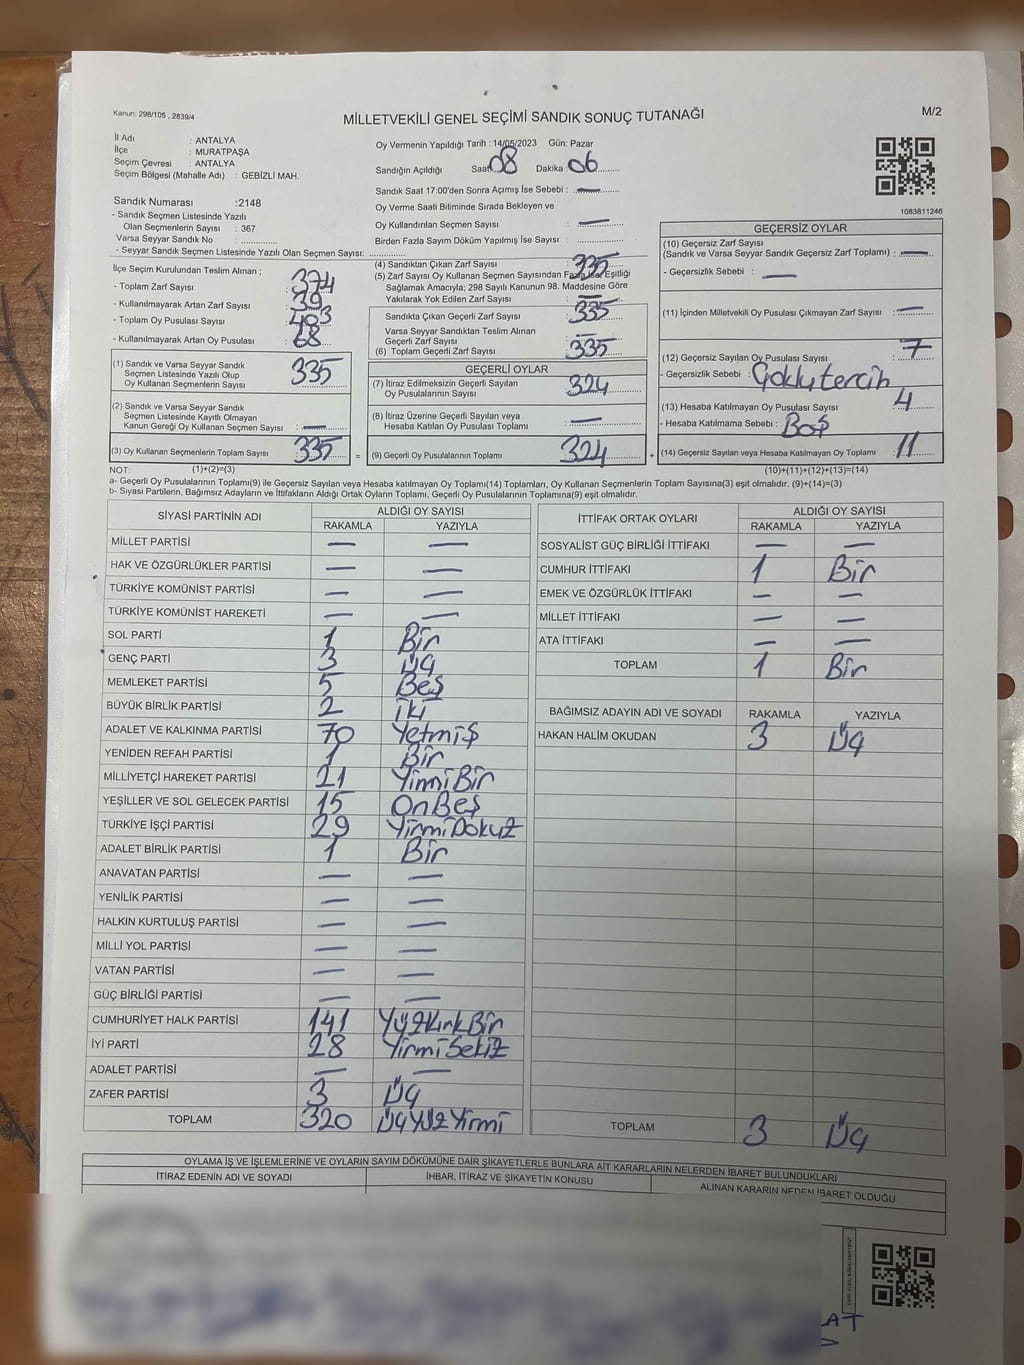 Kanun: 298/105 , 2839/4
MİLLETVEKİLİ GENEL SEÇİMİ SANDIK SONUÇ TUTANAĞI
M/2
İl Adı : ANTALYA
İlçe : MURATPAŞA
Seçim Çevresi : ANTALYA
Seçim Bölgesi (Mahalle Adı) : GEBİZLİ MAH.
Sandık Numarası :2148
- Sandık Seçmen Listesinde Yazılı
Olan Seçmenlerin Sayısı : 367
Varsa Seyyar Sandık No : ..............
- Seyyar Sandık Seçmen Listesinde Yazılı Olan Seçmen Sayısı: ..............
Oy Vermenin Yapıldığı Tarih : 14/05/2023 Gün: Pazar
Sandığın Açıldığı Saat 08 Dakika 06
Sandık Saat 17:00'den Sonra Açımış İse Sebebi : —
Oy Verme Saati Bitiminde Sırada Bekleyen ve
Oy Kullandırılan Seçmen Sayısı : —
Birden Fazla Sayım Döküm Yapılmış İse Sayısı : ..............
1083811246
İlçe Seçim Kurulundan Teslim Alınan ;
- Toplam Zarf Sayısı : 374
- Kullanılmayarak Artan Zarf Sayısı : 39
- Toplam Oy Pusulası Sayısı : 403
- Kullanılmayarak Artan Oy Pusulası : 68
(1) Sandık ve Varsa Seyyar Sandık
Seçmen Listesinde Yazılı Olup
Oy Kullanan Seçmenlerin Sayısı : 335
(2) Sandık ve Varsa Seyyar Sandık
Seçmen Listesinde Kayıtlı Olmayan
Kanun Gereği Oy Kullanan Seçmen Sayısı : —
(3) Oy Kullanan Seçmenlerin Toplam Sayısı : 335
(4) Sandıktan Çıkan Zarf Sayısı : 335
(5) Zarf Sayısı Oy Kullanan Seçmen Sayısından Fazla İse, Eşitliği
Sağlamak Amacıyla; 298 Sayılı Kanunun 98. Maddesine Göre
Yakılarak Yok Edilen Zarf Sayısı : —
Sandıkta Çıkan Geçerli Zarf Sayısı : 335
Varsa Seyyar Sandıktan Teslim Alınan
Geçerli Zarf Sayısı : —
(6) Toplam Geçerli Zarf Sayısı : 335
GEÇERLİ OYLAR
(7) İtiraz Edilmeksizin Geçerli Sayılan
Oy Pusulalarının Sayısı : 324
(8) İtiraz Üzerine Geçerli Sayılan veya
Hesaba Katılan Oy Pusulası Toplamı : —
= (9) Geçerli Oy Pusulalarının Toplamı : 324 +
GEÇERSİZ OYLAR
(10) Geçersiz Zarf Sayısı
(Sandık ve Varsa Seyyar Sandık Geçersiz Zarf Toplamı) : —
- Geçersizlik Sebebi : —
(11) İçinden Milletvekili Oy Pusulası Çıkmayan Zarf Sayısı : —
(12) Geçersiz Sayılan Oy Pusulası Sayısı : 7
- Geçersizlik Sebebi : Çoklu tercih
(13) Hesaba Katılmayan Oy Pusulası Sayısı : 4
- Hesaba Katılmama Sebebi : Boş
(14) Geçersiz Sayılan veya Hesaba Katılmayan Oy Toplamı : 11
NOT: (1)+(2)=(3)
(10)+(11)+(12)+(13)=(14)
a- Geçerli Oy Pusulalarının Toplamı(9) ile Geçersiz Sayılan veya Hesaba katılmayan Oy Toplamı(14) Toplamları, Oy Kullanan Seçmenlerin Toplam Sayısına(3) eşit olmalıdır. (9)+(14)=(3)
b- Siyasi Partilerin, Bağımsız Adayların ve İttifakların Aldığı Ortak Oyların Toplamı, Geçerli Oy Pusulalarının Toplamına(9) eşit olmalıdır.
SİYASİ PARTİNİN ADI ALDIĞI OY SAYISI
RAKAMLA YAZIYLA
MİLLET PARTİSİ — —
HAK VE ÖZGÜRLÜKLER PARTİSİ — —
TÜRKİYE KOMÜNİST PARTİSİ — —
TÜRKİYE KOMÜNİST HAREKETİ — —
SOL PARTİ 1 Bir
GENÇ PARTİ 3 Üç
MEMLEKET PARTİSİ 5 Beş
BÜYÜK BİRLİK PARTİSİ 2 İki
ADALET VE KALKINMA PARTİSİ 70 Yetmiş
YENİDEN REFAH PARTİSİ 1 Bir
MİLLİYETÇİ HAREKET PARTİSİ 21 YirmiBir
YEŞİLLER VE SOL GELECEK PARTİSİ 15 OnBeş
TÜRKİYE İŞÇİ PARTİSİ 29 YirmiDokuz
ADALET BİRLİK PARTİSİ 1 Bir
ANAVATAN PARTİSİ — —
YENİLİK PARTİSİ — —
HALKIN KURTULUŞ PARTİSİ — —
MİLLİ YOL PARTİSİ — —
VATAN PARTİSİ — —
GÜÇ BİRLİĞİ PARTİSİ — —
CUMHURİYET HALK PARTİSİ 141 YüzKırkBir
İYİ PARTİ 28 YirmiSekiz
ADALET PARTİSİ — —
ZAFER PARTİSİ 3 Üç
TOPLAM 320 ÜçYüzYirmi
İTTİFAK ORTAK OYLARI ALDIĞI OY SAYISI
RAKAMLA YAZIYLA
SOSYALİST GÜÇ BİRLİĞİ İTTİFAKI — —
CUMHUR İTTİFAKI 1 Bir
EMEK VE ÖZGÜRLÜK İTTİFAKI — —
MİLLET İTTİFAKI — —
ATA İTTİFAKI — —
TOPLAM 1 Bir
BAĞIMSIZ ADAYIN ADI VE SOYADI RAKAMLA YAZIYLA
HAKAN HALİM OKUDAN 3 Üç
TOPLAM 3 Üç
OYLAMA İŞ VE İŞLEMLERİNE VE OYLARIN SAYIM DÖKÜMÜNE DAİR ŞİKAYETLERLE BUNLARA AİT KARARLARIN NELERDEN İBARET BULUNDUKLARI
İTİRAZ EDENİN ADI VE SOYADI İHBAR, İTİRAZ VE ŞİKAYETİN KONUSU ALINAN KARARIN NEDEN İBARET OLDUĞU